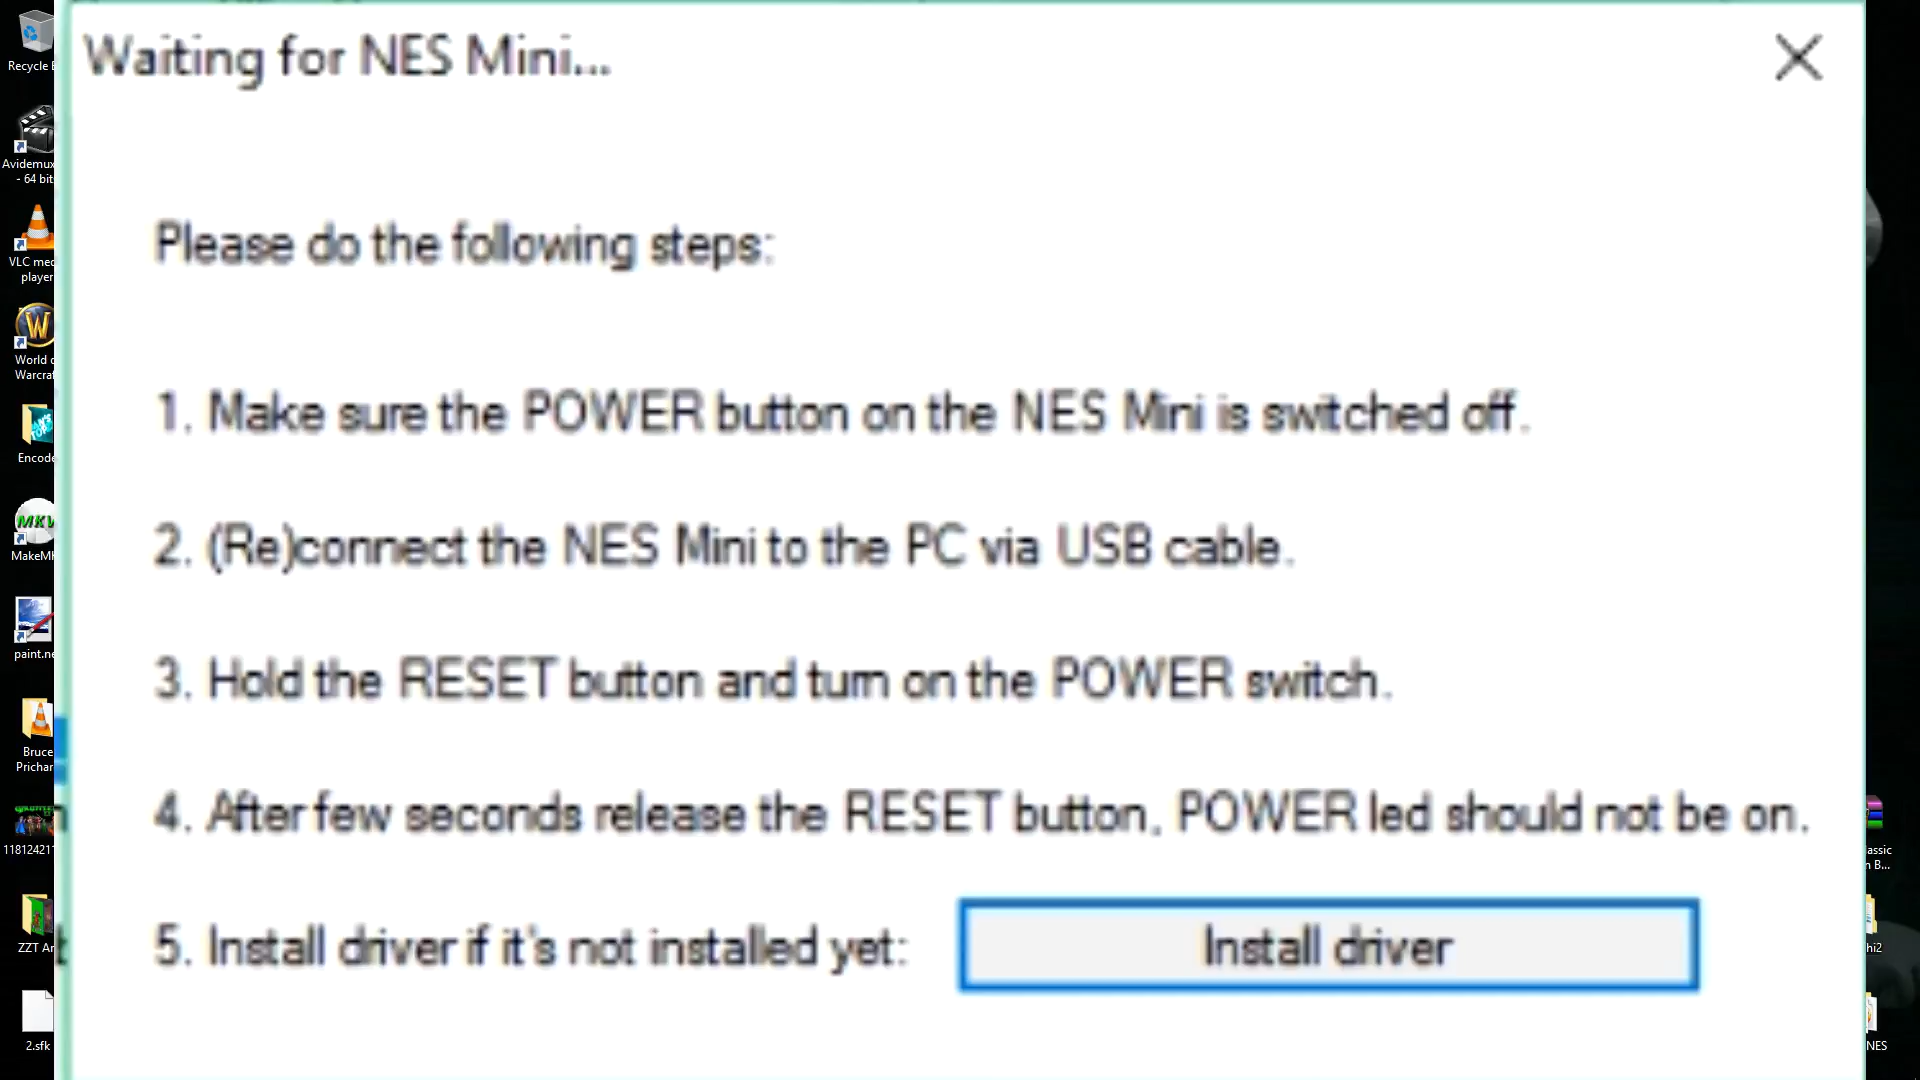 Waiting for NES Mini...
Please do the following steps:
1. Make sure the POWER button on the NES Mini is switched off.
2. (Re)connect the NES Mini to the PC via USB cable.
3. Hold the RESET button and turn on the POWER switch.
4. After few seconds release the RESET button, POWER led should not be on.
5. Install driver if it's not installed yet:
Install driver
Recycle
Avidemux
- 64 bit
VLC
player
World
Encode
paint.ne
Bruce
ZZT
2.sfk
assic
n B...
hi2
NES